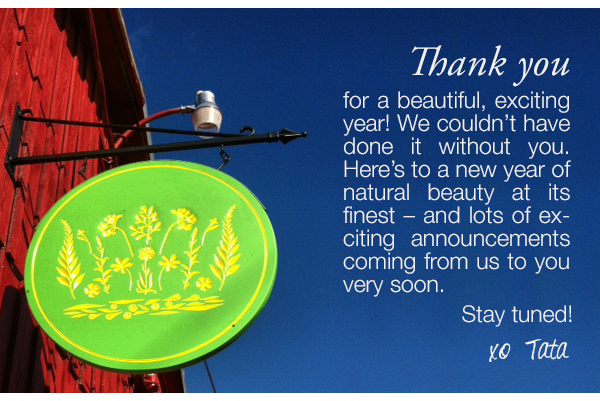 Thank you
for a beautiful, exciting
year! We couldn't have
done it without you.
Here's to a new year of
natural beauty at its
finest – and lots of ex-
citing announcements
coming from us to you
very soon.
Stay tuned!
xo Tata